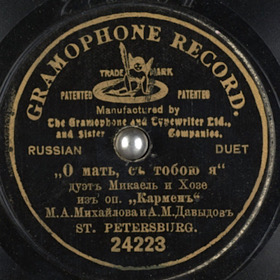 GRAMOPHONE RECORD.
TRADE MARK
PATENTED PATENTED
Manufactured by
The Gramophone and Typewriter Ltd.,
and Sister Companies.
RUSSIAN DUET
„О мать, съ тобою я"
дуэтъ Микаель и Хозе
изъ оп. „Карменъ"
М.А.Михайлова и А.М.Давыдовъ
ST. PETERSBURG.
24223